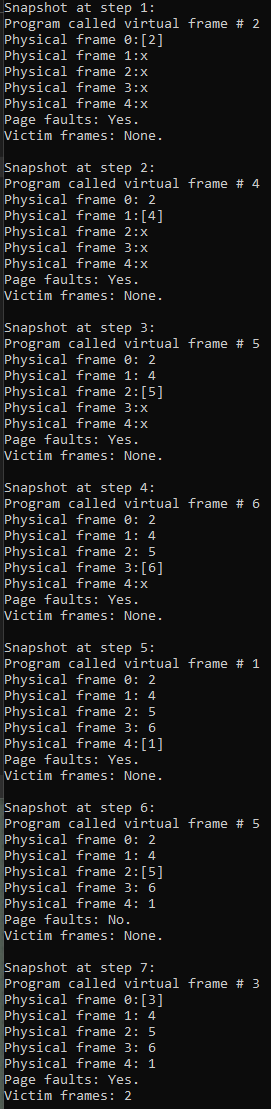 Snapshot at step 1:
Program called virtual frame # 2
Physical frame 0:[2]
Physical frame 1:x
Physical frame 2:x
Physical frame 3:x
Physical frame 4:x
Page faults: Yes.
Victim frames: None.
Snapshot at step 2:
Program called virtual frame # 4
Physical frame 0: 2
Physical frame 1:[4]
Physical frame 2:x
Physical frame 3:x
Physical frame 4:x
Page faults: Yes.
Victim frames: None.
Snapshot at step 3:
Program called virtual frame # 5
Physical frame 0: 2
Physical frame 1: 4
Physical frame 2:[5]
Physical frame 3:x
Physical frame 4:x
Page faults: Yes.
Victim frames: None.
Snapshot at step 4:
Program called virtual frame # 6
Physical frame 0: 2
Physical frame 1: 4
Physical frame 2: 5
Physical frame 3:[6]
Physical frame 4:x
Page faults: Yes.
Victim frames: None.
Snapshot at step 5:
Program called virtual frame # 1
Physical frame 0: 2
Physical frame 1: 4
Physical frame 2: 5
Physical frame 3: 6
Physical frame 4:[1]
Page faults: Yes.
Victim frames: None.
Snapshot at step 6:
Program called virtual frame # 5
Physical frame 0: 2
Physical frame 1: 4
Physical frame 2:[5]
Physical frame 3: 6
Physical frame 4: 1
Page faults: No.
Victim frames: None.
Snapshot at step 7:
Program called virtual frame # 3
Physical frame 0:[3]
Physical frame 1: 4
Physical frame 2: 5
Physical frame 3: 6
Physical frame 4: 1
Page faults: Yes.
Victim frames: 2